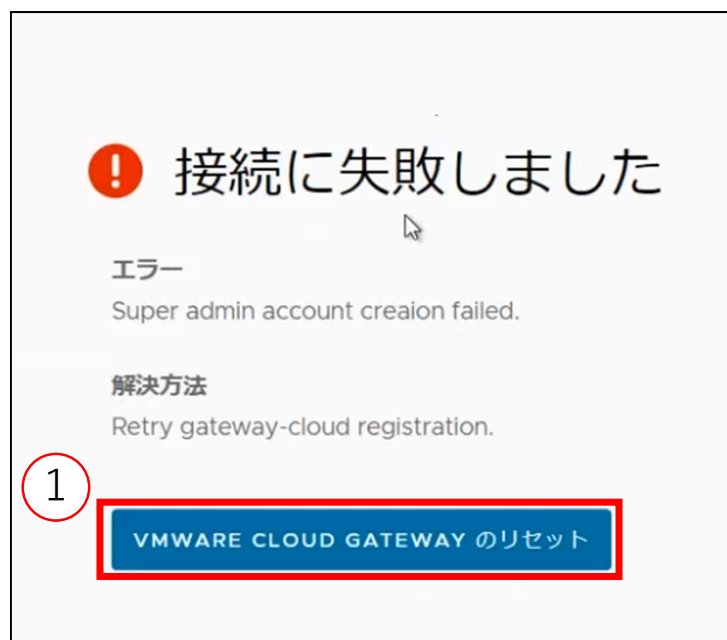 接続に失敗しました
エラー
Super admin account creaion failed.
解決方法
Retry gateway-cloud registration.
1
VMWARE CLOUD GATEWAY のリセット